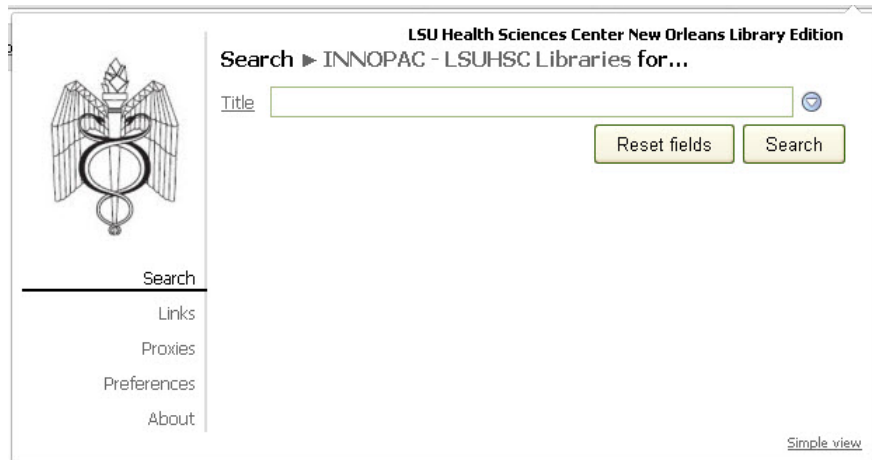 LSU Health Sciences Center New Orleans Library Edition
Search ▶ INNOPAC - LSUHSC Libraries for...
Title
Reset fields Search
Search
Links
Proxies
Preferences
About
Simple view